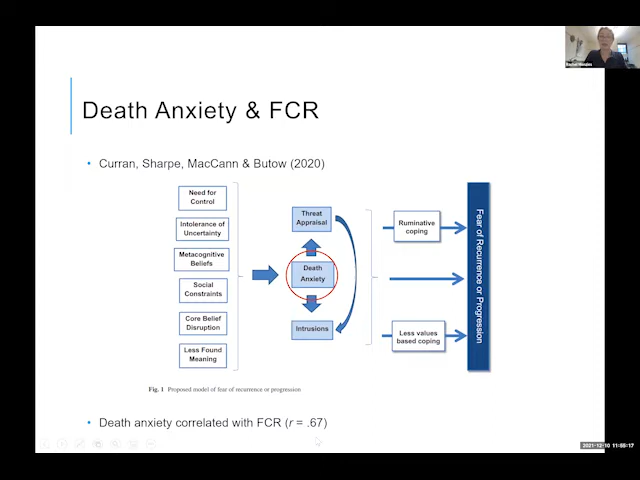 Death Anxiety & FCR
• Curran, Sharpe, MacCann & Butow (2020)
Need for
Control
Intolerance of
Uncertainty
Metacognitive
Beliefs
Social
Constraints
Core Belief
Disruption
Less Found
Meaning
Threat
Appraisal
Death
Anxiety
Intrusions
Ruminative
coping
Less values
based coping
Fear of Recurrence or Progression
Fig. 1 Proposed model of fear of recurrence or progression
• Death anxiety correlated with FCR (r = .67)
Rachel Menzies
2021-12-10 11:55:17